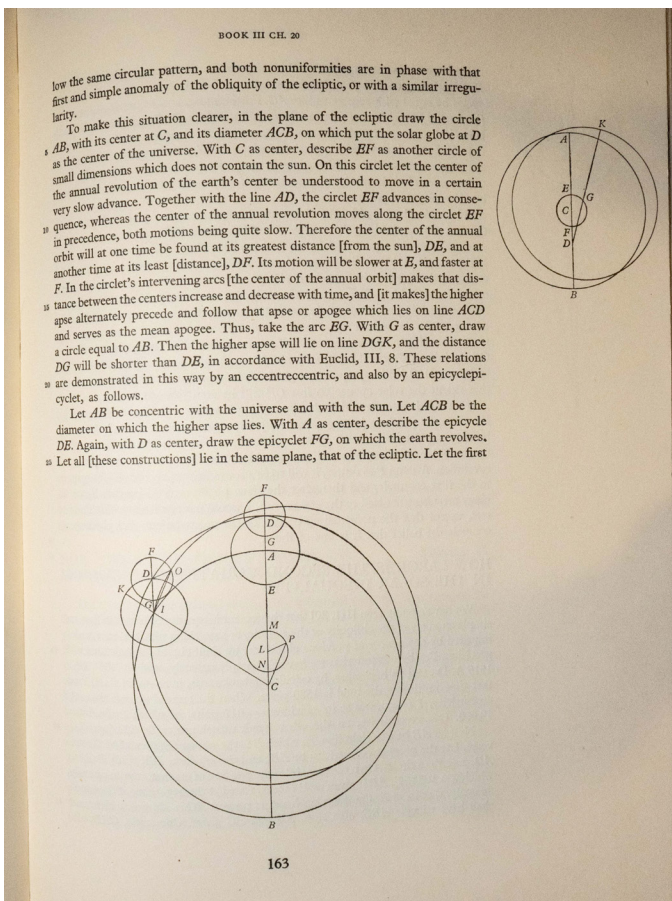 BOOK III CH. 20
low the same circular pattern, and both nonuniformities are in phase with that
first and simple anomaly of the obliquity of the ecliptic, or with a similar irregu-
larity.
To make this situation clearer, in the plane of the ecliptic draw the circle
5 AB, with its center at C, and its diameter ACB, on which put the solar globe at D
as the center of the universe. With C as center, describe EF as another circle of
small dimensions which does not contain the sun. On this circlet let the center of
the annual revolution of the earth's center be understood to move in a certain
very slow advance. Together with the line AD, the circlet EF advances in conse-
10 quence, whereas the center of the annual revolution moves along the circlet EF
in precedence, both motions being quite slow. Therefore the center of the annual
orbit will at one time be found at its greatest distance [from the sun], DE, and at
another time at its least [distance], DF. Its motion will be slower at E, and faster at
F. In the circlet's intervening arcs [the center of the annual orbit] makes that dis-
15 tance between the centers increase and decrease with time, and [it makes] the higher
apse alternately precede and follow that apse or apogee which lies on line ACD
and serves as the mean apogee. Thus, take the arc EG. With G as center, draw
a circle equal to AB. Then the higher apse will lie on line DGK, and the distance
DG will be shorter than DE, in accordance with Euclid, III, 8. These relations
20 are demonstrated in this way by an eccentreccentric, and also by an epicyclepi-
cyclet, as follows.
Let AB be concentric with the universe and with the sun. Let ACB be the
diameter on which the higher apse lies. With A as center, describe the epicycle
DE. Again, with D as center, draw the epicyclet FG, on which the earth revolves.
25 Let all [these constructions] lie in the same plane, that of the ecliptic. Let the first
K
A
E
G
C
F
D
B
F
D
G
A
E
F
D
O
K
G
I
M
P
L
N
C
B
163